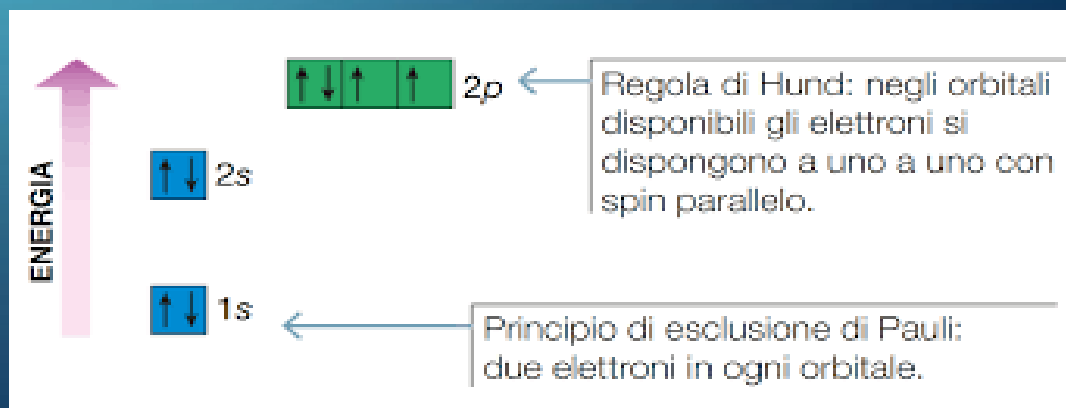 ENERGIA
2p
Regola di Hund: negli orbitali
disponibili gli elettroni si
dispongono a uno a uno con
spin parallelo.
2s
1s
Principio di esclusione di Pauli:
due elettroni in ogni orbitale.